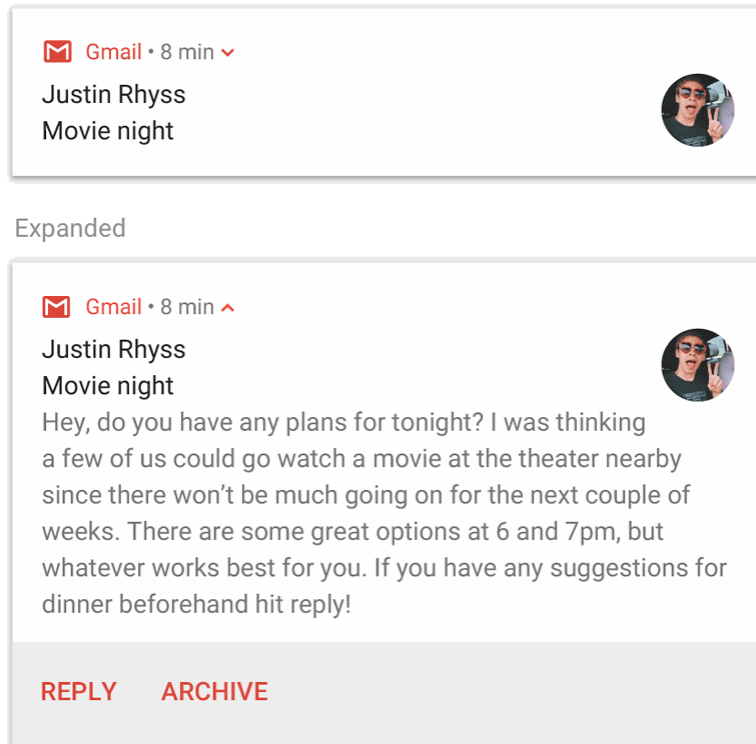 Gmail • 8 min
Justin Rhyss
Movie night
Expanded
Gmail • 8 min
Justin Rhyss
Movie night
Hey, do you have any plans for tonight? I was thinking
a few of us could go watch a movie at the theater nearby
since there won’t be much going on for the next couple of
weeks. There are some great options at 6 and 7pm, but
whatever works best for you. If you have any suggestions for
dinner beforehand hit reply!
REPLY ARCHIVE